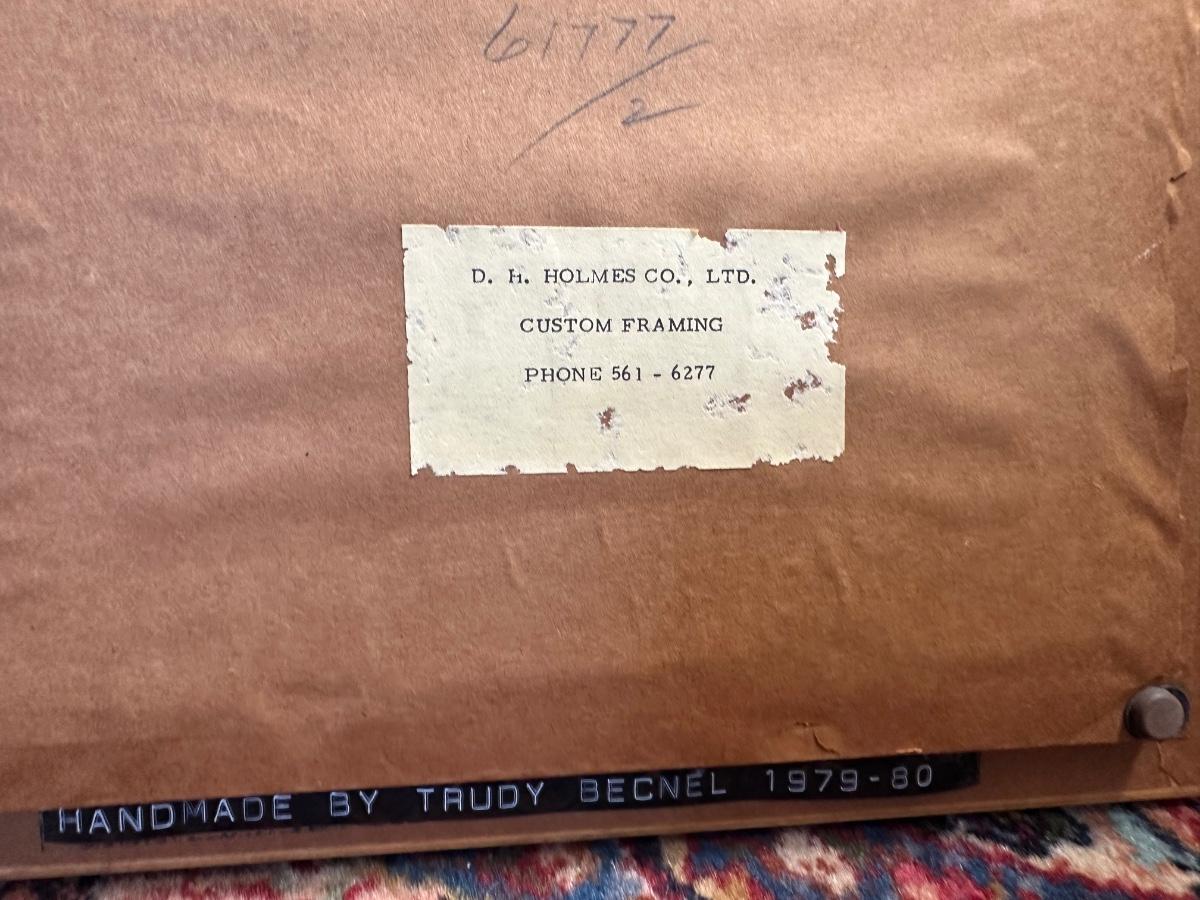 61777
/2
D. H. HOLMES CO., LTD.
CUSTOM FRAMING
PHONE 561 - 6277
HANDMADE BY TRUDY BECNEL 1979-80